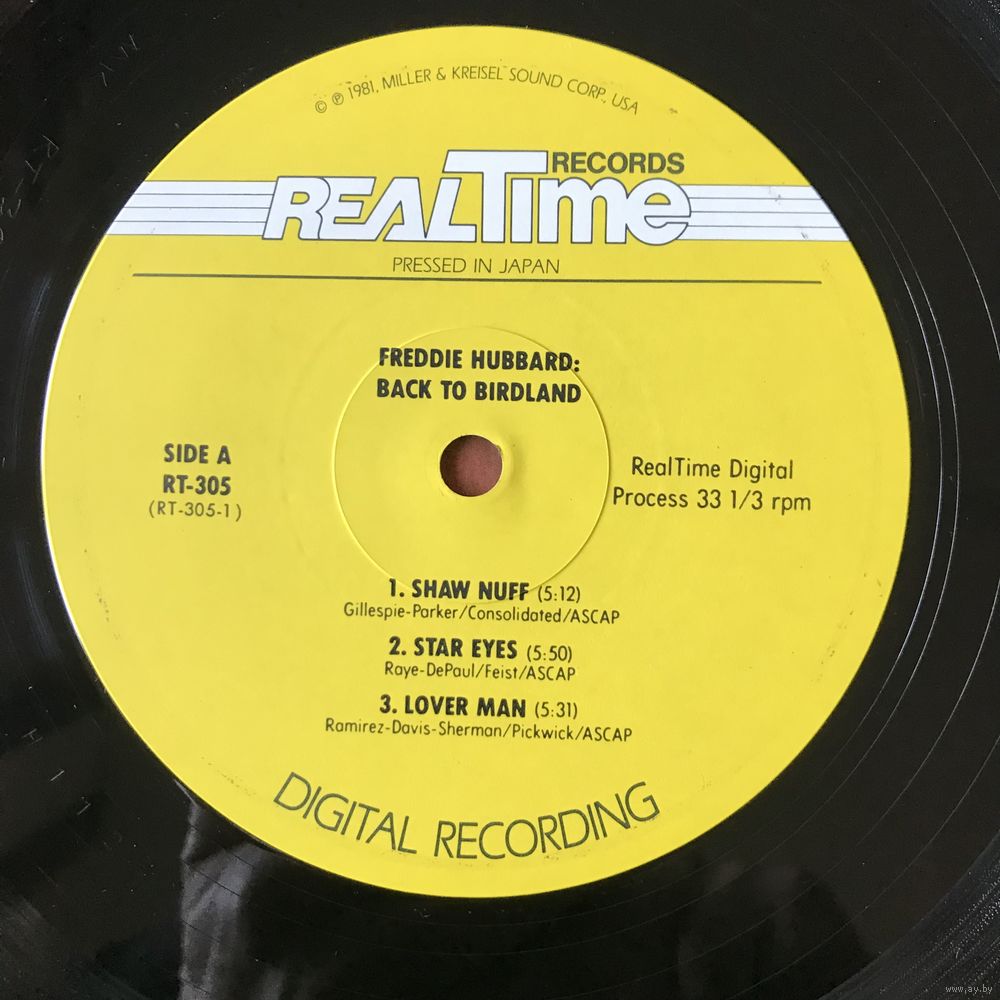 © ℗ 1981, MILLER & KREISEL SOUND CORP., USA
RECORDS
REALTime
PRESSED IN JAPAN
FREDDIE HUBBARD:
BACK TO BIRDLAND
SIDE A
RT-305
(RT-305-1)
RealTime Digital
Process 33 1/3 rpm
1. SHAW NUFF (5:12)
Gillespie-Parker/Consolidated/ASCAP
2. STAR EYES (5:50)
Raye-DePaul/Feist/ASCAP
3. LOVER MAN (5:31)
Ramirez-Davis-Sherman/Pickwick/ASCAP
DIGITAL RECORDING
www.ay.by